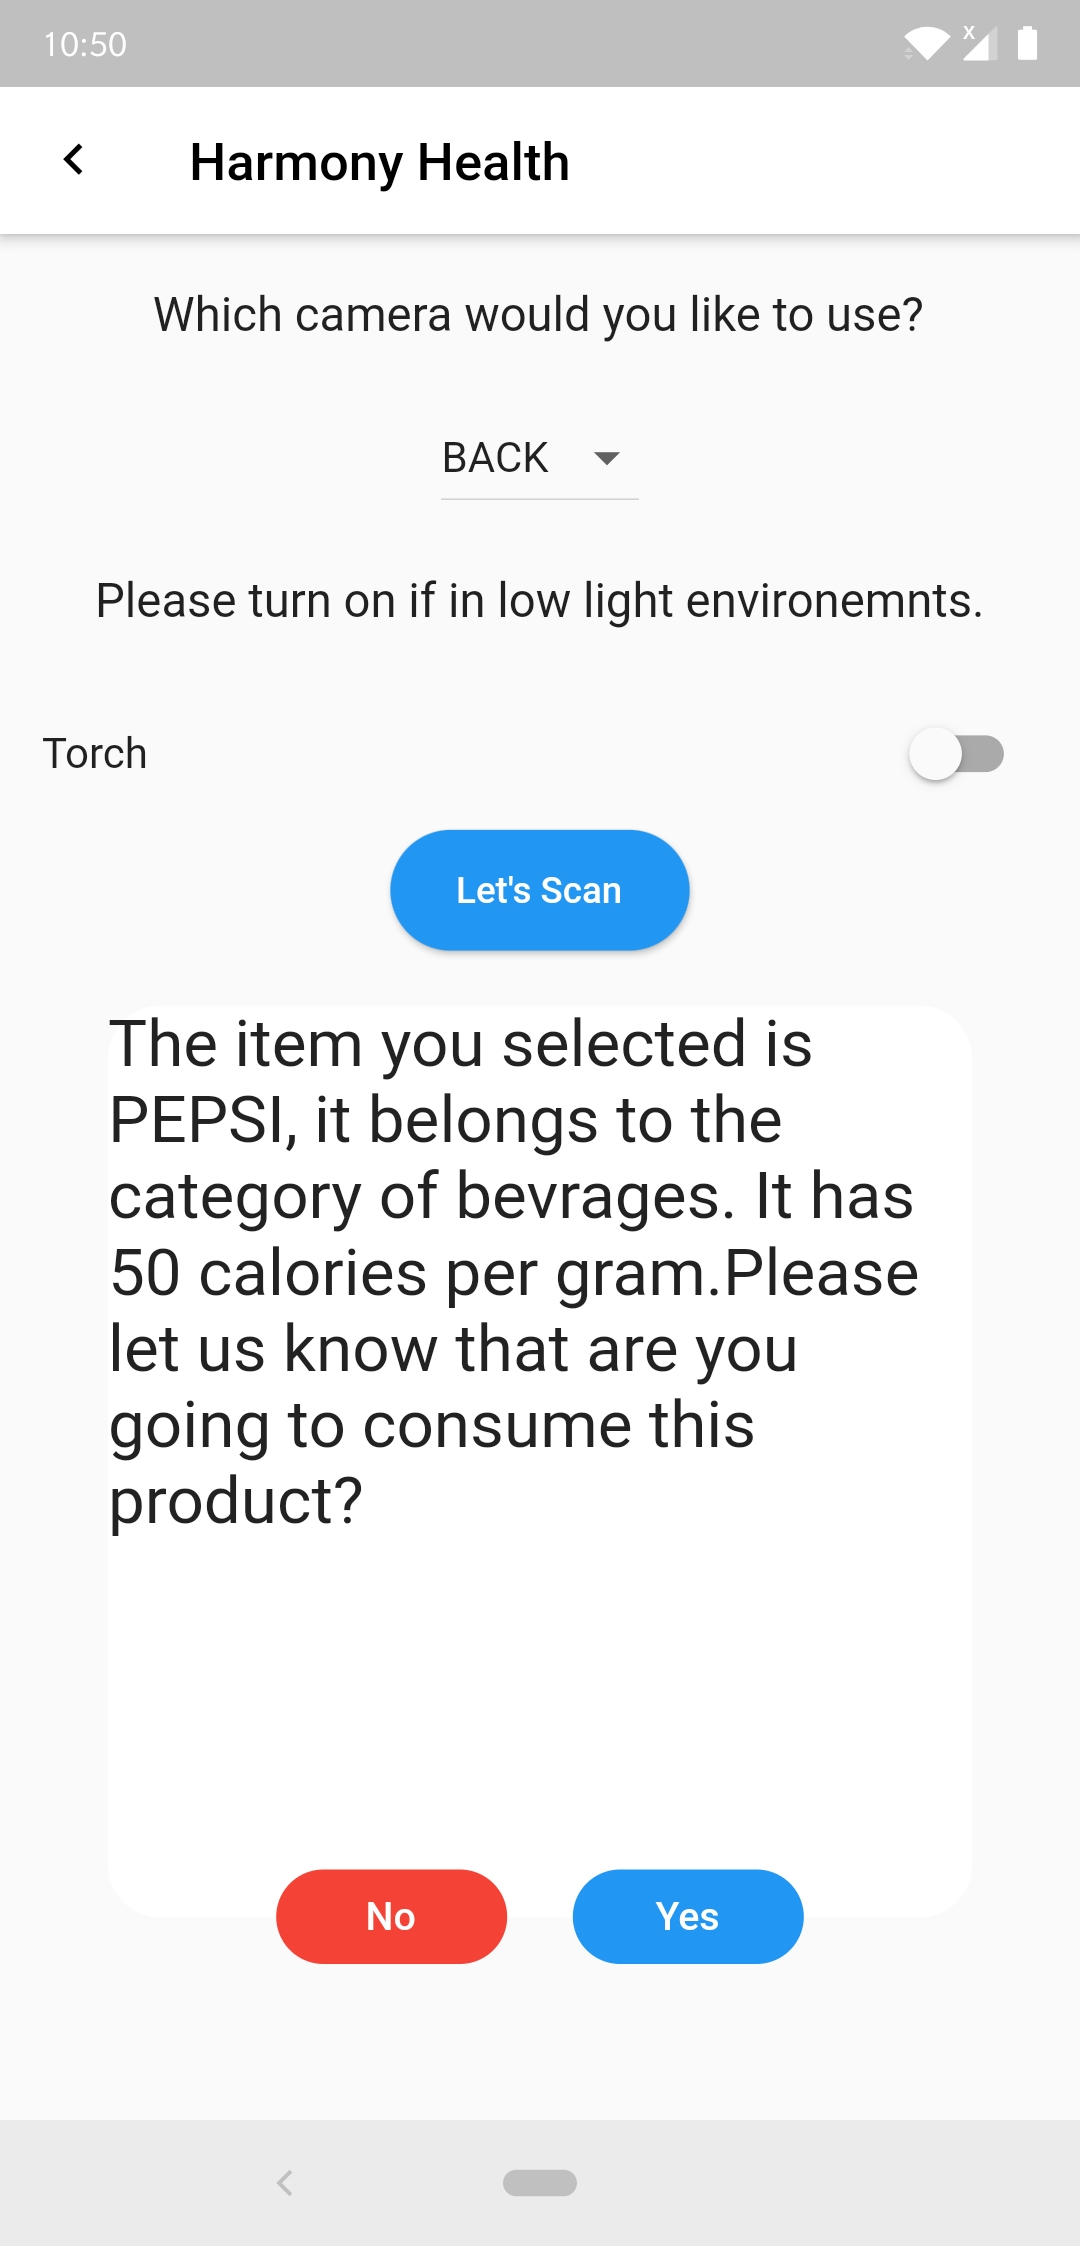 10:50
Harmony Health
Which camera would you like to use?
BACK
Please turn on if in low light environemnts.
Torch
Let's Scan
The item you selected is
PEPSI, it belongs to the
category of bevrages. It has
50 calories per gram.Please
let us know that are you
going to consume this
product?
No
Yes